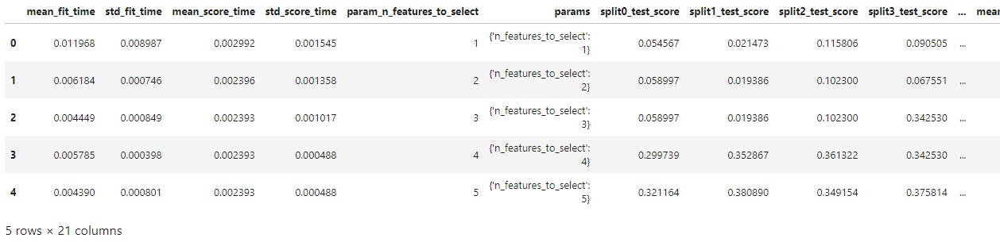 mean_fit_time std_fit_time mean_score_time std_score_time param_n_features_to_select params split0_test_score split1_test_score split2_test_score split3_test_score ... mean
0 0.011968 0.008987 0.002992 0.001545 1 {'n_features_to_select': 0.054567 0.021473 0.115806 0.090505 ...
1}
1 0.006184 0.000746 0.002396 0.001358 2 {'n_features_to_select': 0.058997 0.019386 0.102300 0.067551 ...
2}
2 0.004449 0.000849 0.002393 0.001017 3 {'n_features_to_select': 0.058997 0.019386 0.102300 0.342530 ...
3}
3 0.005785 0.000398 0.002393 0.000488 4 {'n_features_to_select': 0.299739 0.352867 0.361322 0.342530 ...
4}
4 0.004390 0.000801 0.002393 0.000488 5 {'n_features_to_select': 0.321164 0.380890 0.349154 0.375814 ...
5}
5 rows × 21 columns